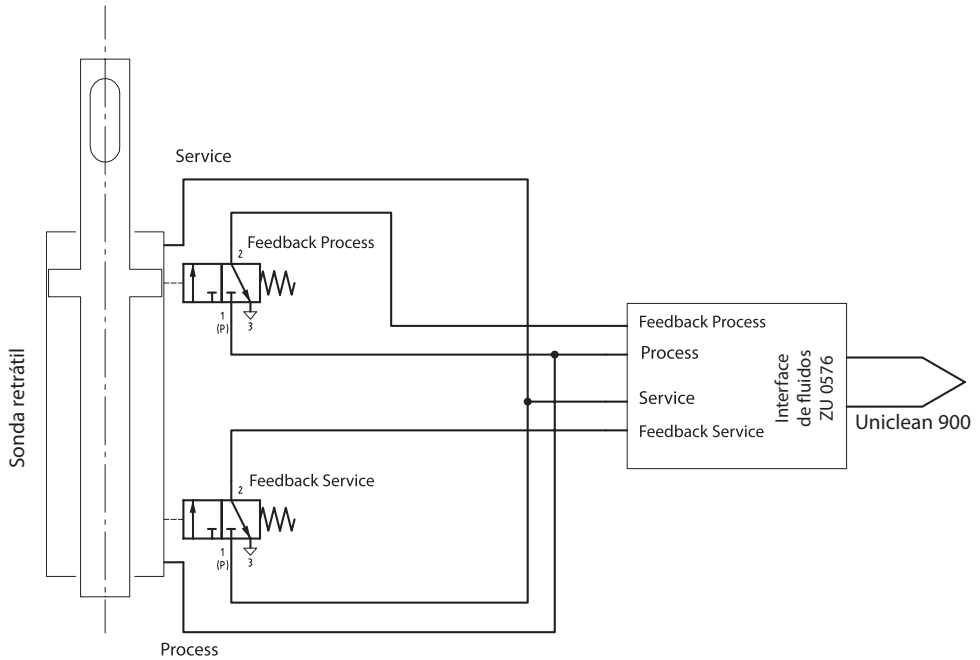 Service
Feedback Process
2
1
(P)
3
Feedback Process
Process
Service
Feedback Service
Interface
de fluidos
ZU 0576
Uniclean 900
Sonda retrátil
Feedback Service
2
1
(P)
3
Process